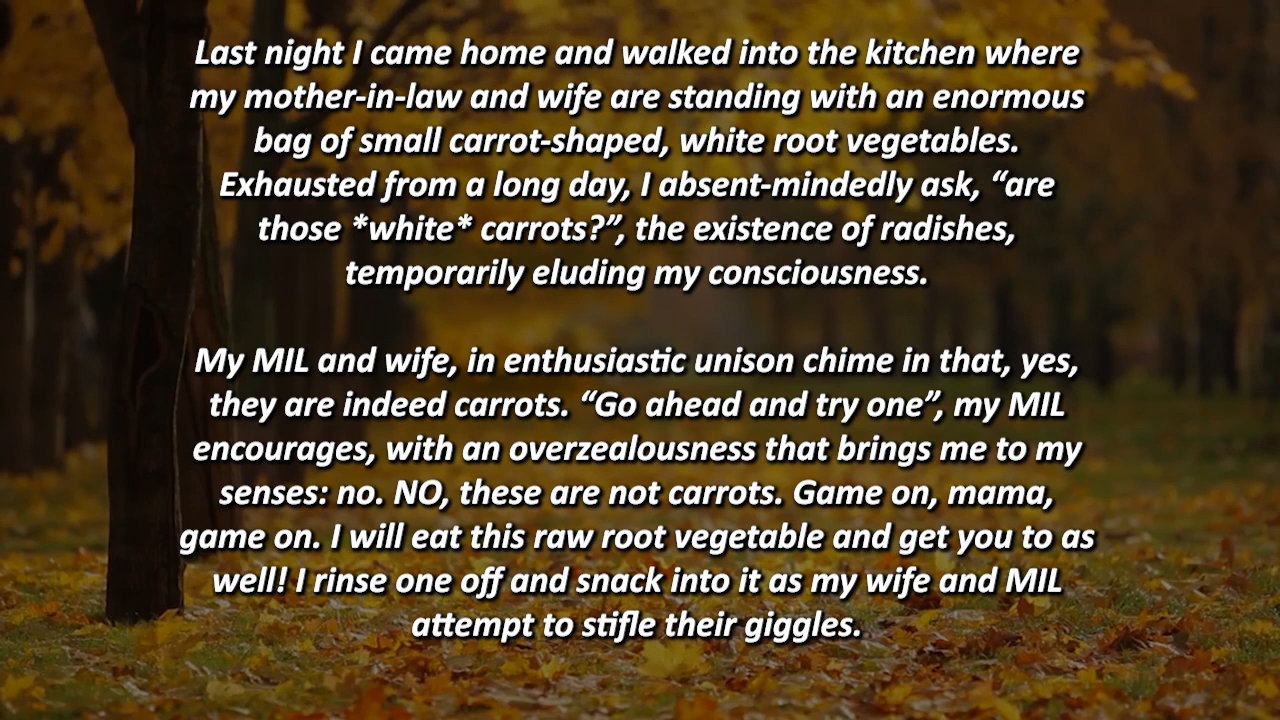 Last night I came home and walked into the kitchen where
my mother-in-law and wife are standing with an enormous
bag of small carrot-shaped, white root vegetables.
Exhausted from a long day, I absent-mindedly ask, “are
those *white* carrots?”, the existence of radishes,
temporarily eluding my consciousness.
My MIL and wife, in enthusiastic unison chime in that, yes,
they are indeed carrots. “Go ahead and try one”, my MIL
encourages, with an overzealousness that brings me to my
senses: no. NO, these are not carrots. Game on, mama,
game on. I will eat this raw root vegetable and get you to as
well! I rinse one off and snack into it as my wife and MIL
attempt to stifle their giggles.